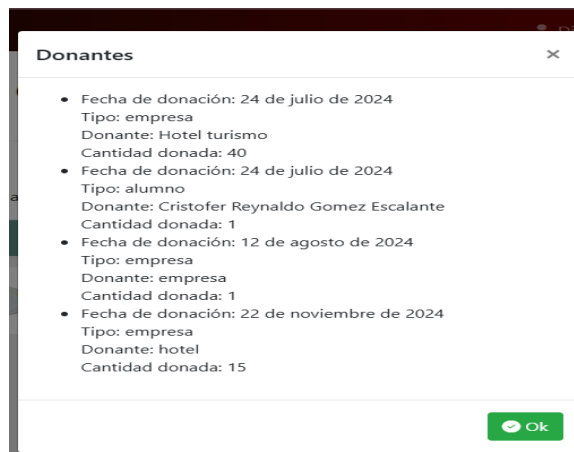 Donantes ×
• Fecha de donación: 24 de julio de 2024
Tipo: empresa
Donante: Hotel turismo
Cantidad donada: 40
• Fecha de donación: 24 de julio de 2024
Tipo: alumno
Donante: Cristofer Reynaldo Gomez Escalante
Cantidad donada: 1
• Fecha de donación: 12 de agosto de 2024
Tipo: empresa
Donante: empresa
Cantidad donada: 1
• Fecha de donación: 22 de noviembre de 2024
Tipo: empresa
Donante: hotel
Cantidad donada: 15
Ok